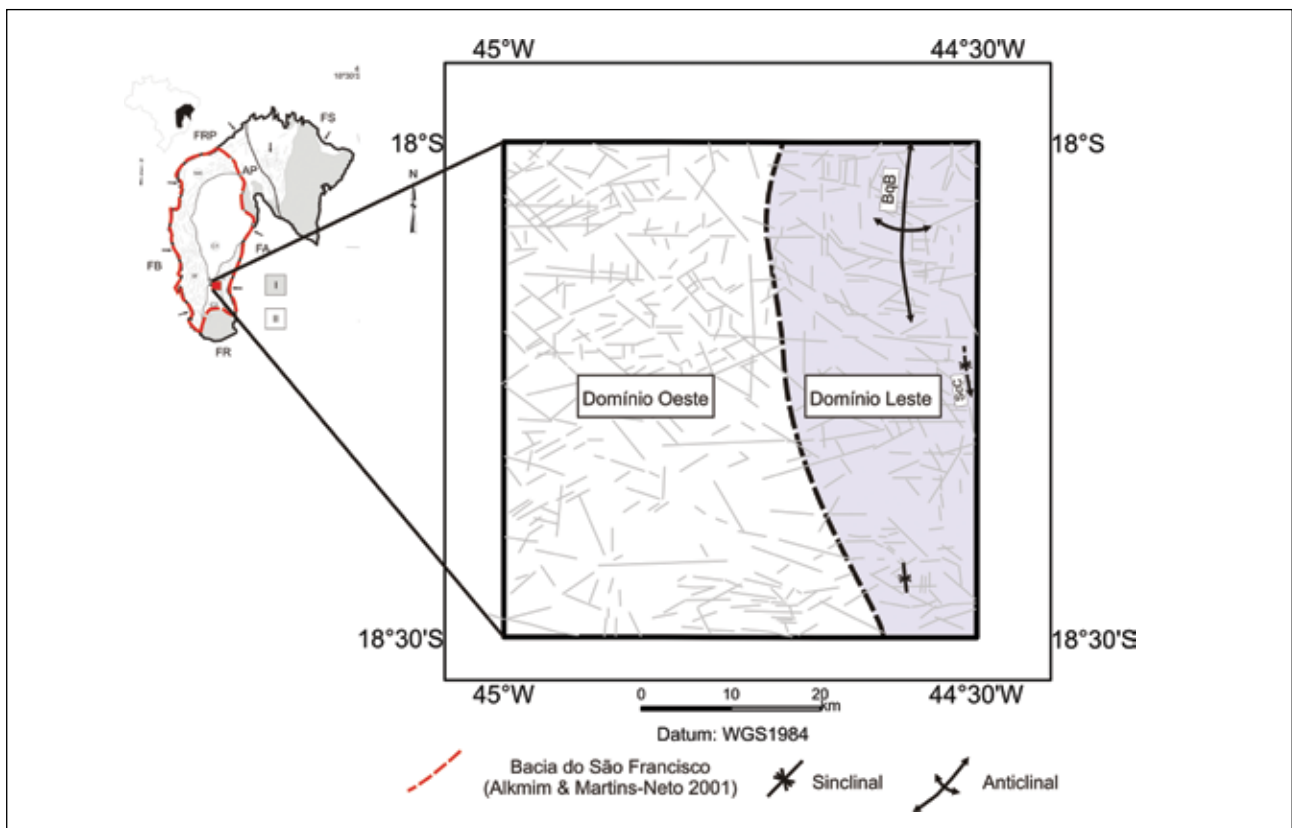 45°W
44°30'W
18°S
18°S
18°30'S
18°30'S
45°W
44°30'W
FS
FRP
AP
N
FA
FB
I
II
FR
BqB
ScC
Domínio Oeste
Domínio Leste
0 10 20
km
Datum: WGS1984
Bacia do São Francisco
(Alkmim & Martins-Neto 2001)
Sinclinal
Anticlinal